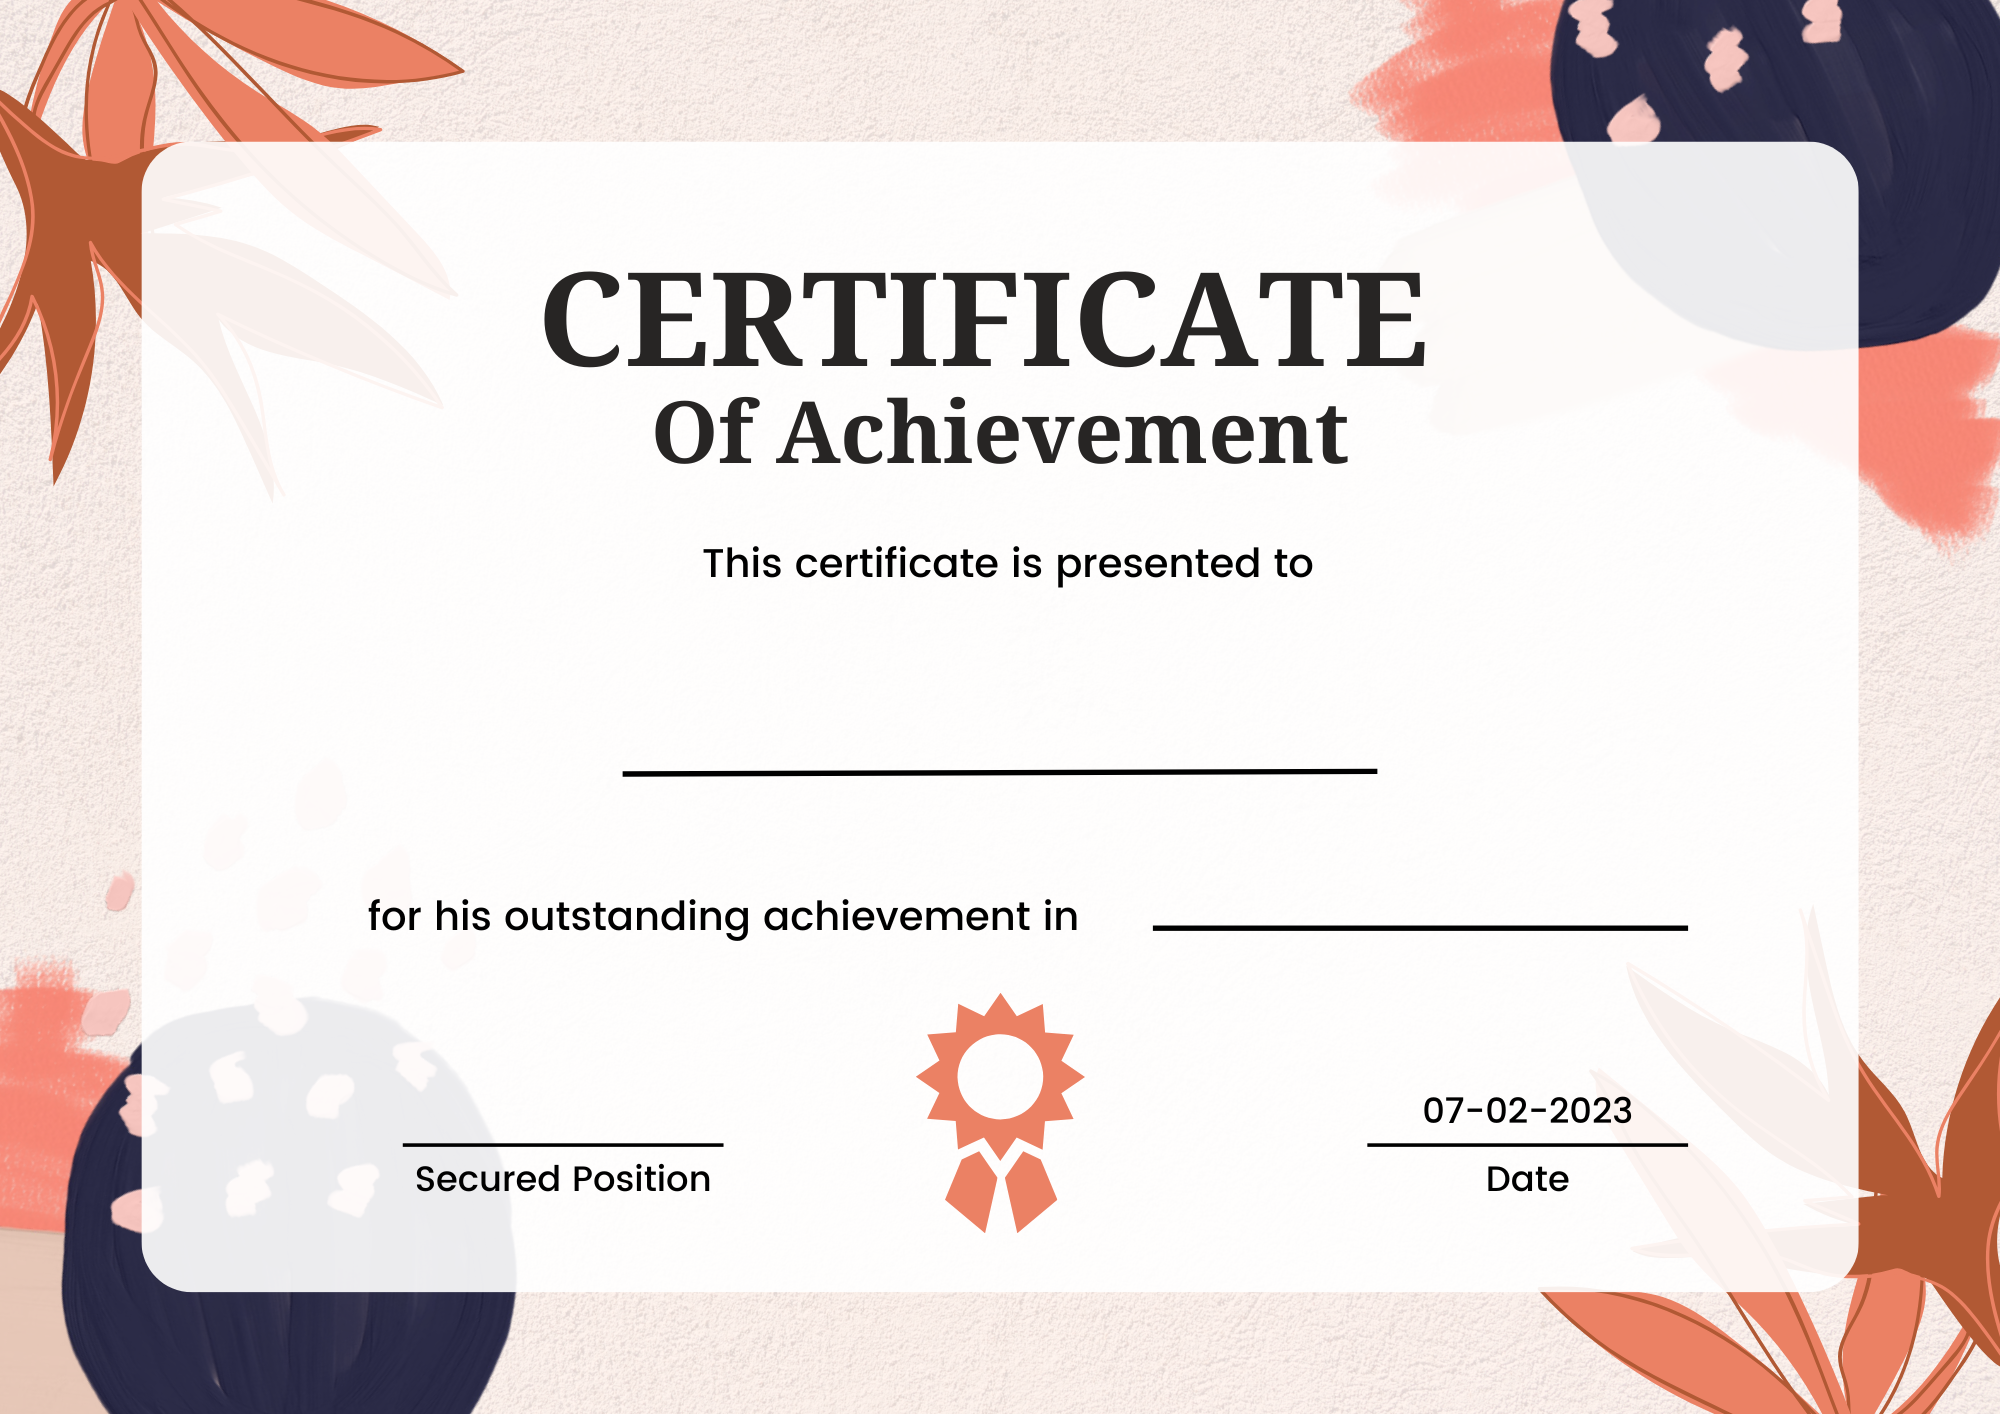 CERTIFICATE
Of Achievement
This certificate is presented to
for his outstanding achievement in
07-02-2023
Secured Position
Date